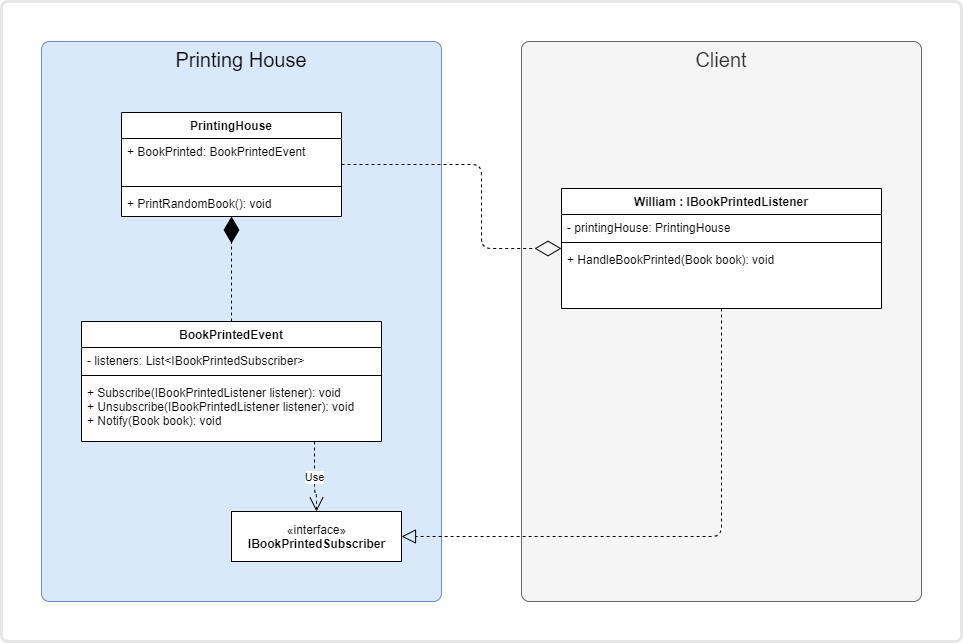 Printing House
PrintingHouse
+ BookPrinted: BookPrintedEvent
+ PrintRandomBook(): void
BookPrintedEvent
- listeners: List<IBookPrintedSubscriber>
+ Subscribe(IBookPrintedListener listener): void
+ Unsubscribe(IBookPrintedListener listener): void
+ Notify(Book book): void
Use
«interface»
IBookPrintedSubscriber
Client
William : IBookPrintedListener
- printingHouse: PrintingHouse
+ HandleBookPrinted(Book book): void